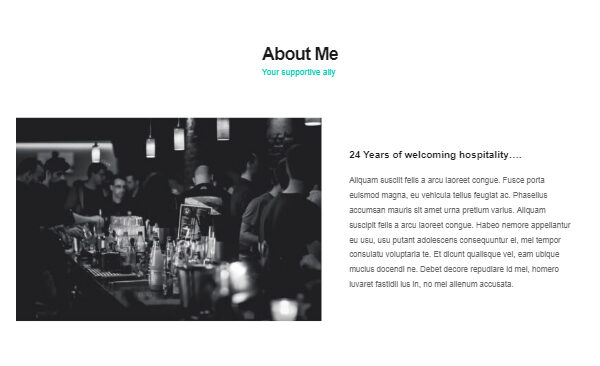 About Me
Your supportive ally
24 Years of welcoming hospitality….
Aliquam suscilt felis a arcu laoreet congue. Fusce porta
euismod magna, eu vehicula tellus feugiat ac. Phasellus
accumsan mauris sit amet urna pretium varius. Aliquam
suscipit felis a arcu laoreet congue. Habeo nemore appellantur
eu usu, usu putant adolescens consequuntur ei, mel tempor
consulatu voluptaria te. Et dicunt qualisque vel, eam ubique
mucius docendi ne. Debet decore repudiare id mei, homero
iuvaret fastidii ius in, no mei alienum accusata.